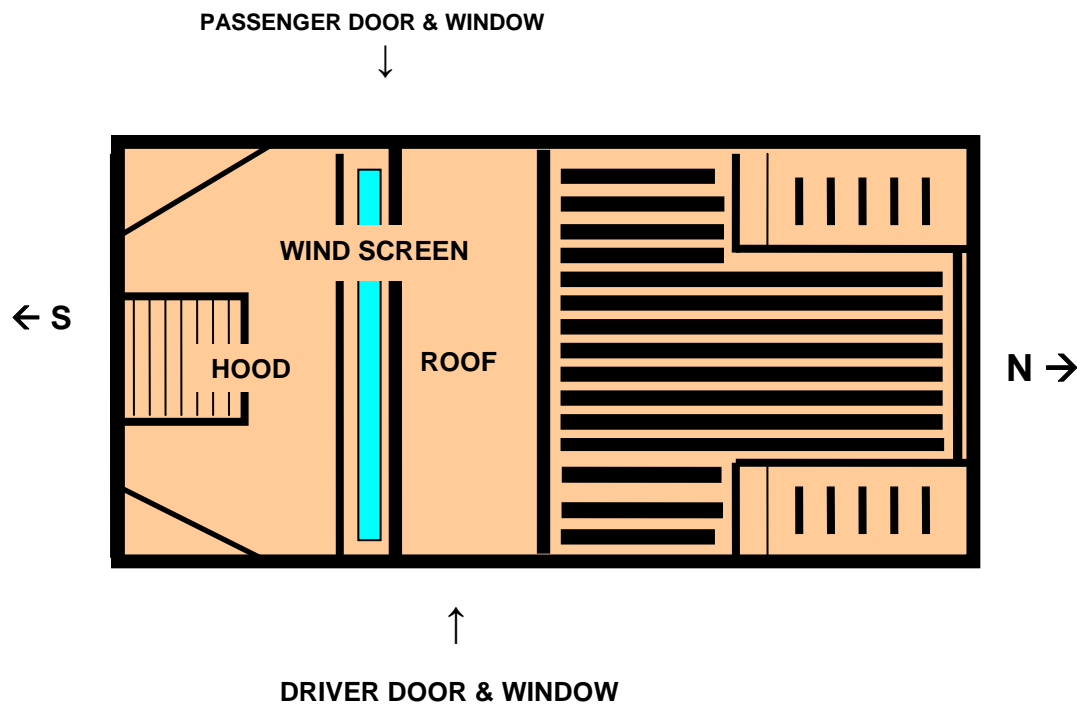 PASSENGER DOOR & WINDOW
↓
WIND SCREEN
← S
HOOD
ROOF
N →
↑
DRIVER DOOR & WINDOW